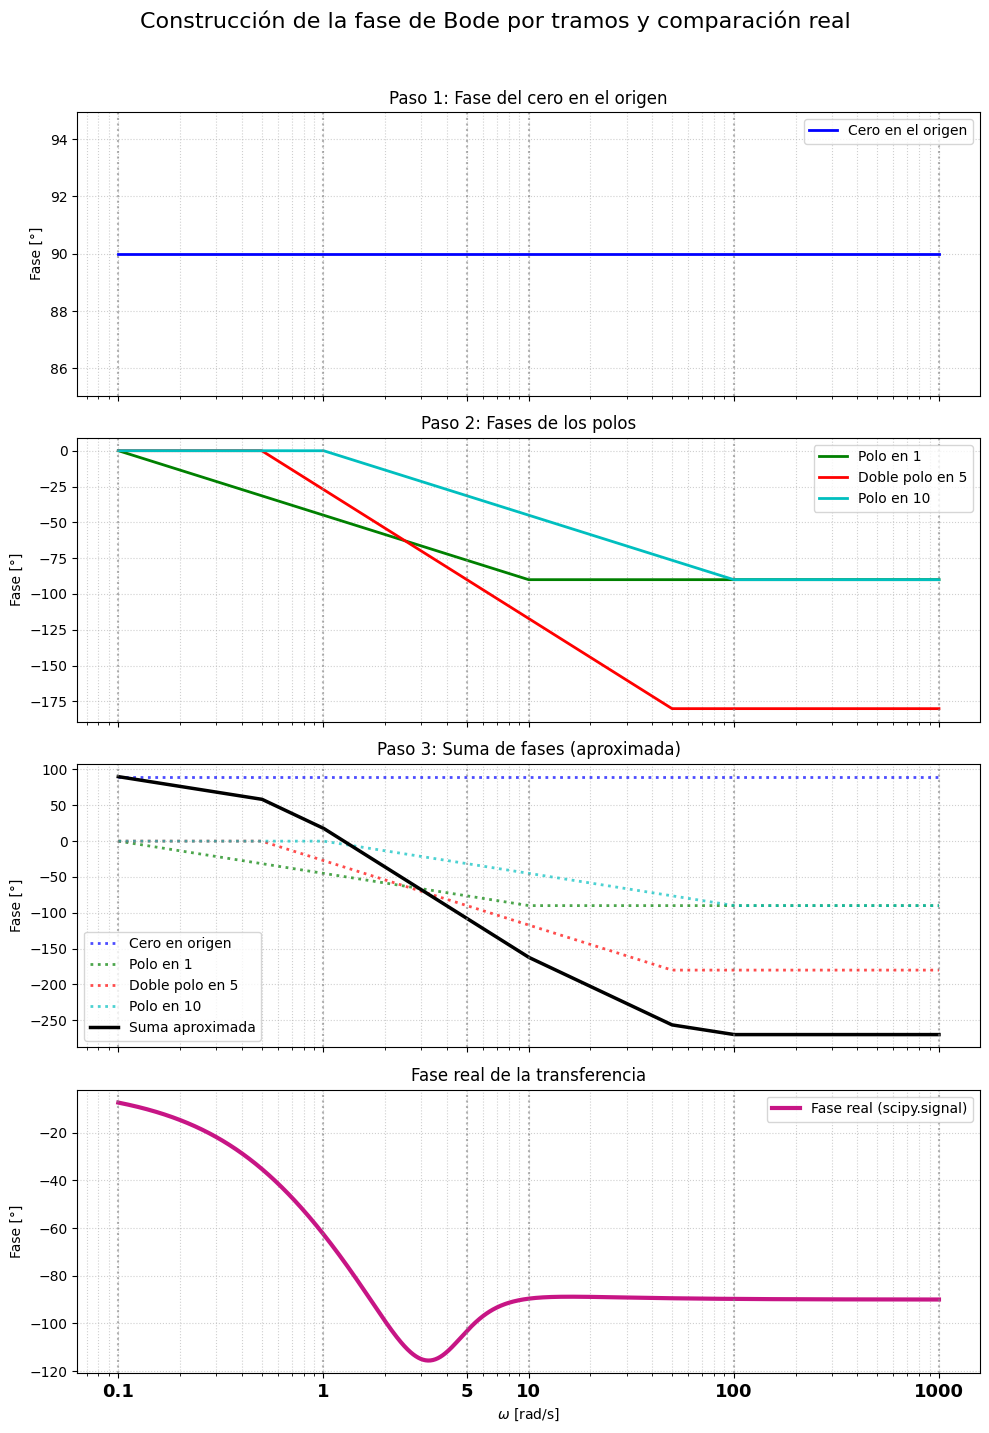 Construcción de la fase de Bode por tramos y comparación real
Paso 1: Fase del cero en el origen
Fase [°]
94
92
90
88
86
Cero en el origen
Paso 2: Fases de los polos
Fase [°]
0
−25
−50
−75
−100
−125
−150
−175
Polo en 1
Doble polo en 5
Polo en 10
Paso 3: Suma de fases (aproximada)
Fase [°]
100
50
0
−50
−100
−150
−200
−250
Cero en origen
Polo en 1
Doble polo en 5
Polo en 10
Suma aproximada
Fase real de la transferencia
Fase [°]
−20
−40
−60
−80
−100
−120
Fase real (scipy.signal)
0.1 1 5 10 100 1000
ω [rad/s]